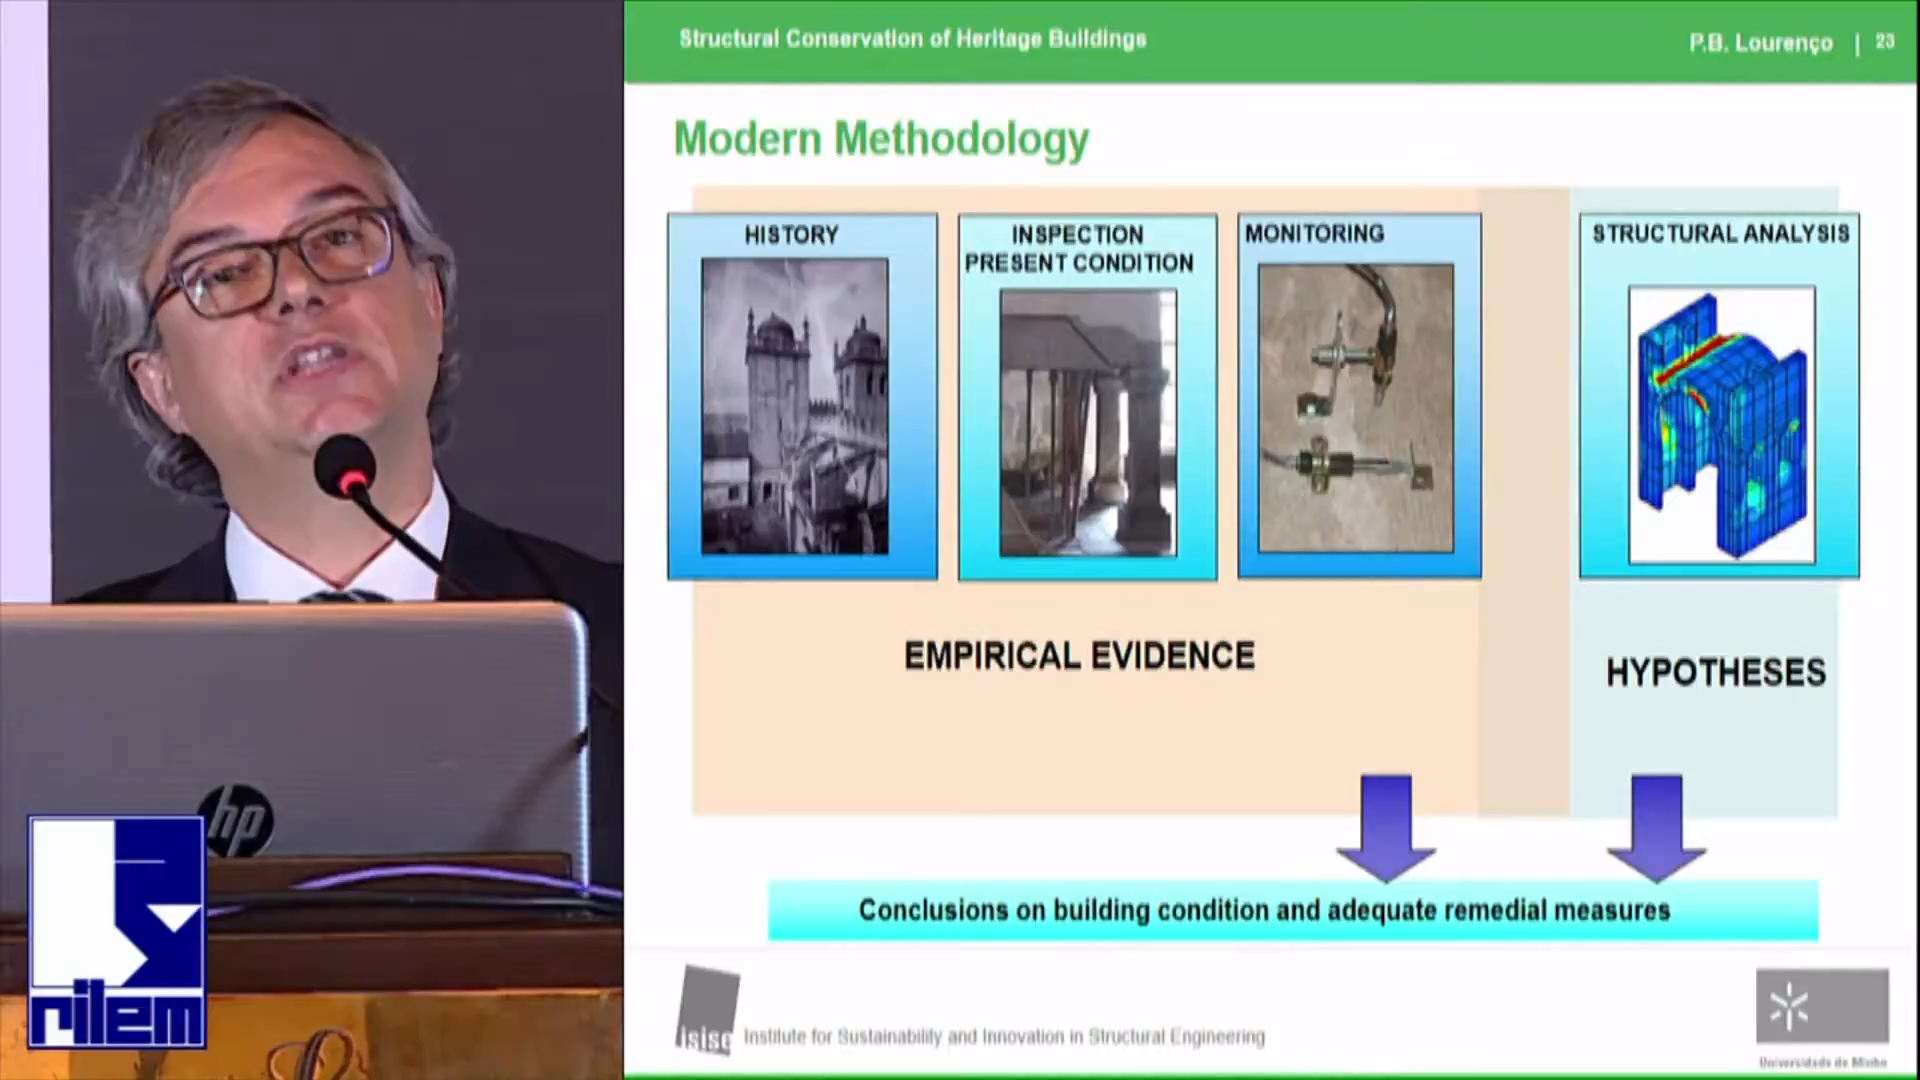 Structural Conservation of Heritage Buildings
P.B. Lourenço | 23
Modern Methodology
HISTORY
INSPECTION
PRESENT CONDITION
MONITORING
STRUCTURAL ANALYSIS
EMPIRICAL EVIDENCE
HYPOTHESES
Conclusions on building condition and adequate remedial measures
hp
rilem
isise
Institute for Sustainability and Innovation in Structural Engineering
Universidade do Minho